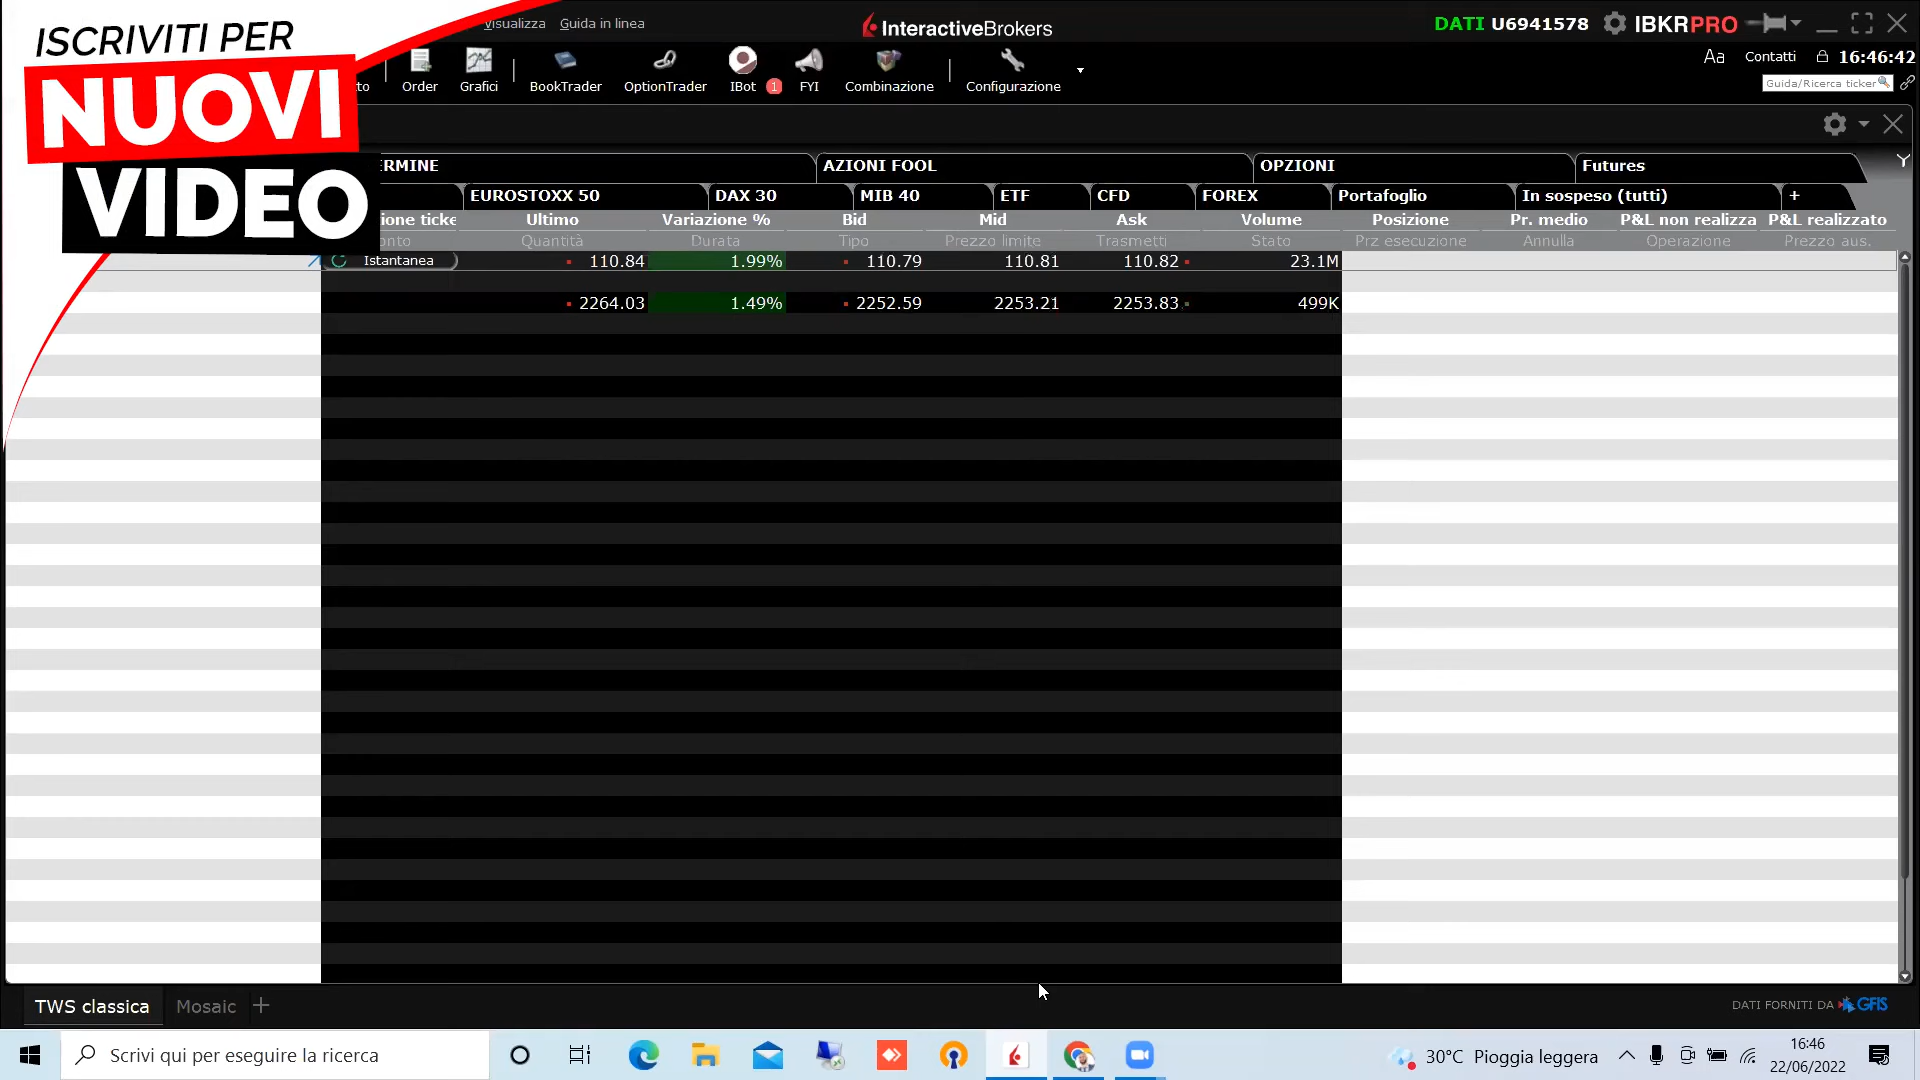 ISCRIVITI PER
NUOVI
VIDEO
Visualizza Guida in linea
InteractiveBrokers
DATI U6941578 IBKRPRO
Aa Contatti 16:46:42
Order Grafici BookTrader OptionTrader IBot 1 FYI Combinazione Configurazione
Guida/Ricerca ticker
ERMINE AZIONI FOOL OPZIONI Futures
EUROSTOXX 50 DAX 30 MIB 40 ETF CFD FOREX Portafoglio In sospeso (tutti) +
ione ticke Ultimo Variazione % Bid Mid Ask Volume Posizione Pr. medio P&L non realizza P&L realizzato
onto Quantità Durata Tipo Prezzo limite Trasmetti Stato Prz esecuzione Annulla Operazione Prezzo aus.
Istantanea 110.84 1.99% 110.79 110.81 110.82 23.1M
2264.03 1.49% 2252.59 2253.21 2253.83 499K
TWS classica Mosaic +
DATI FORNITI DA GFIS
Scrivi qui per eseguire la ricerca
30°C Pioggia leggera
16:46
22/06/2022